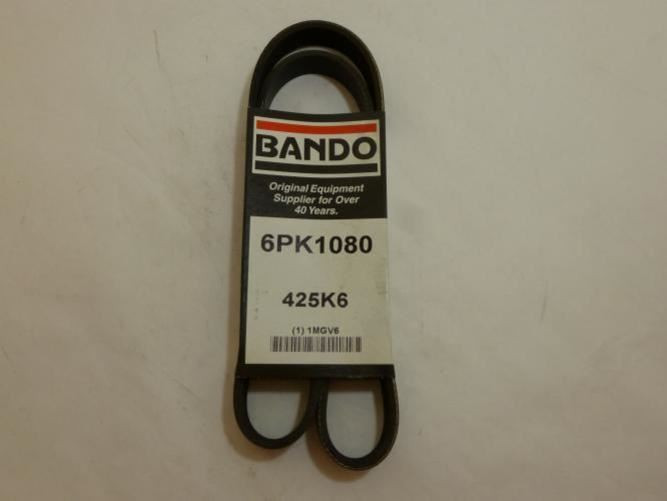 BANDO
Original Equipment
Supplier for Over
40 Years.
6PK1080
425K6
(1) 1MGV6